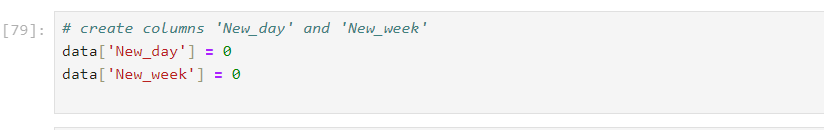 [79]: # create columns 'New_day' and 'New_week'
data['New_day'] = 0
data['New_week'] = 0